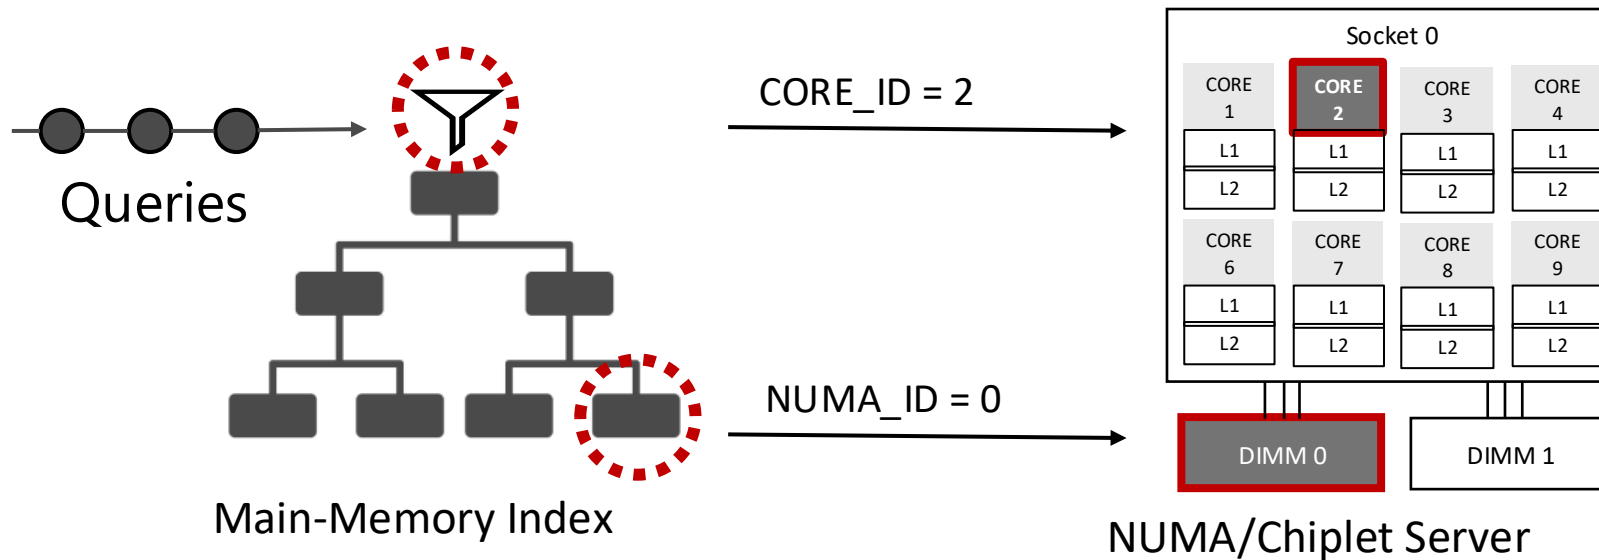 Queries
Main-Memory Index
CORE_ID = 2
NUMA_ID = 0
Socket 0
CORE
1
L1
L2
CORE
2
L1
L2
CORE
3
L1
L2
CORE
4
L1
L2
CORE
6
L1
L2
CORE
7
L1
L2
CORE
8
L1
L2
CORE
9
L1
L2
DIMM 0
DIMM 1
NUMA/Chiplet Server